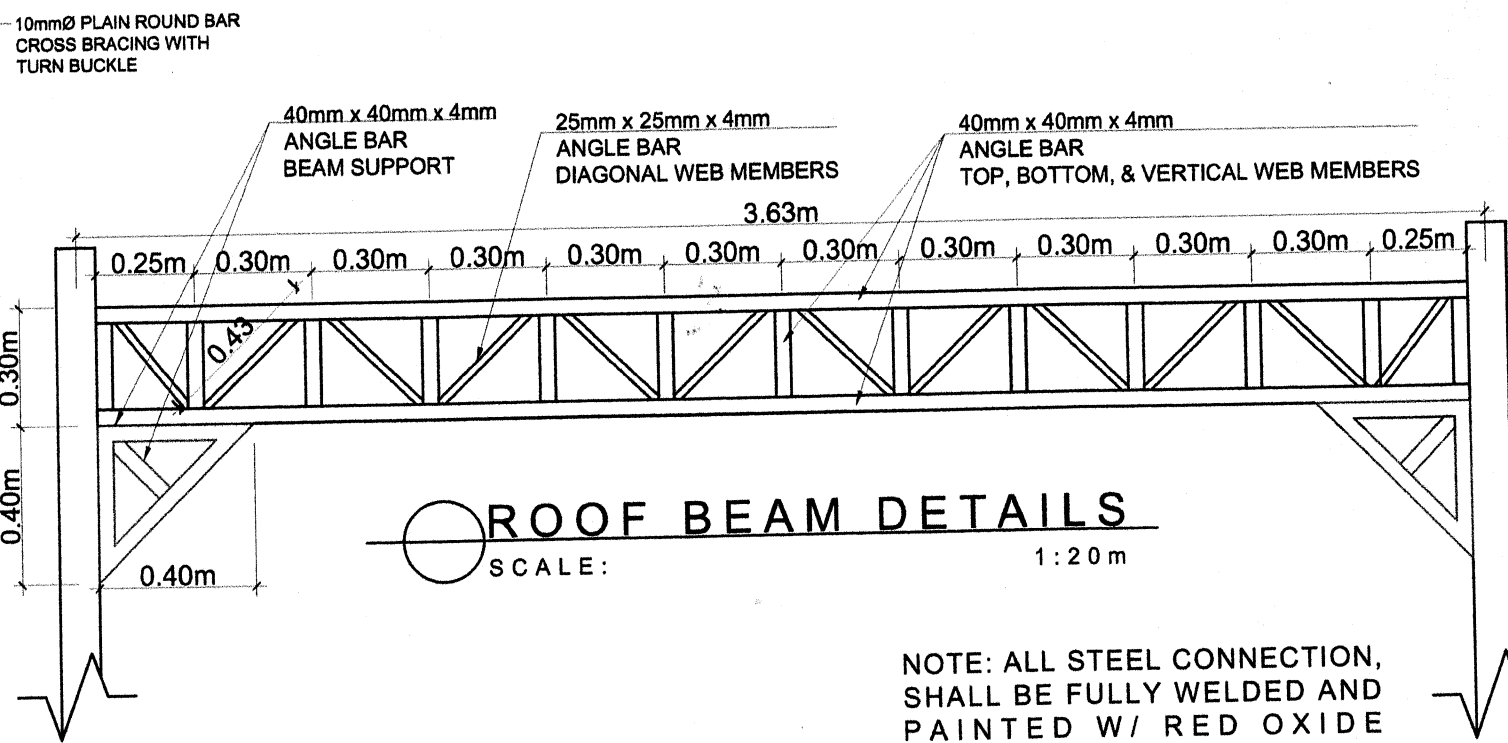 10mmØ PLAIN ROUND BAR
CROSS BRACING WITH
TURN BUCKLE
40mm x 40mm x 4mm
ANGLE BAR
BEAM SUPPORT
25mm x 25mm x 4mm
ANGLE BAR
DIAGONAL WEB MEMBERS
40mm x 40mm x 4mm
ANGLE BAR
TOP, BOTTOM, & VERTICAL WEB MEMBERS
3.63m
0.25m 0.30m 0.30m 0.30m 0.30m 0.30m 0.30m 0.30m 0.30m 0.30m 0.30m 0.25m
0.43
0.30m
0.40m
0.40m
ROOF BEAM DETAILS
SCALE: 1:20m
NOTE: ALL STEEL CONNECTION,
SHALL BE FULLY WELDED AND
PAINTED W/ RED OXIDE